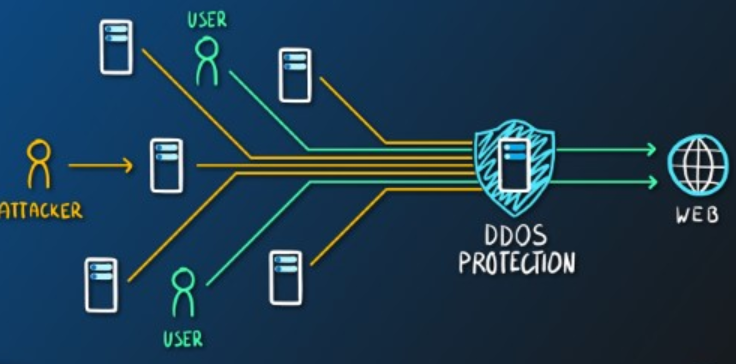 USER
ATTACKER
DDOS
PROTECTION
WEB
USER